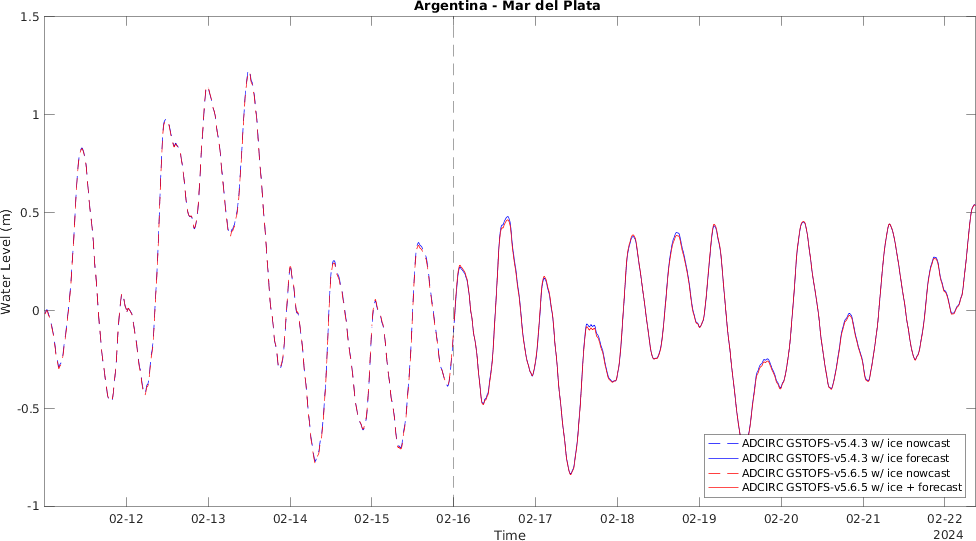 Argentina - Mar del Plata
1.5
1
0.5
0
-0.5
-1
Water Level (m)
02-12 02-13 02-14 02-15 02-16 02-17 02-18 02-19 02-20 02-21 02-22
2024
Time
ADCIRC GSTOFS-v5.4.3 w/ ice nowcast
ADCIRC GSTOFS-v5.4.3 w/ ice forecast
ADCIRC GSTOFS-v5.6.5 w/ ice nowcast
ADCIRC GSTOFS-v5.6.5 w/ ice + forecast